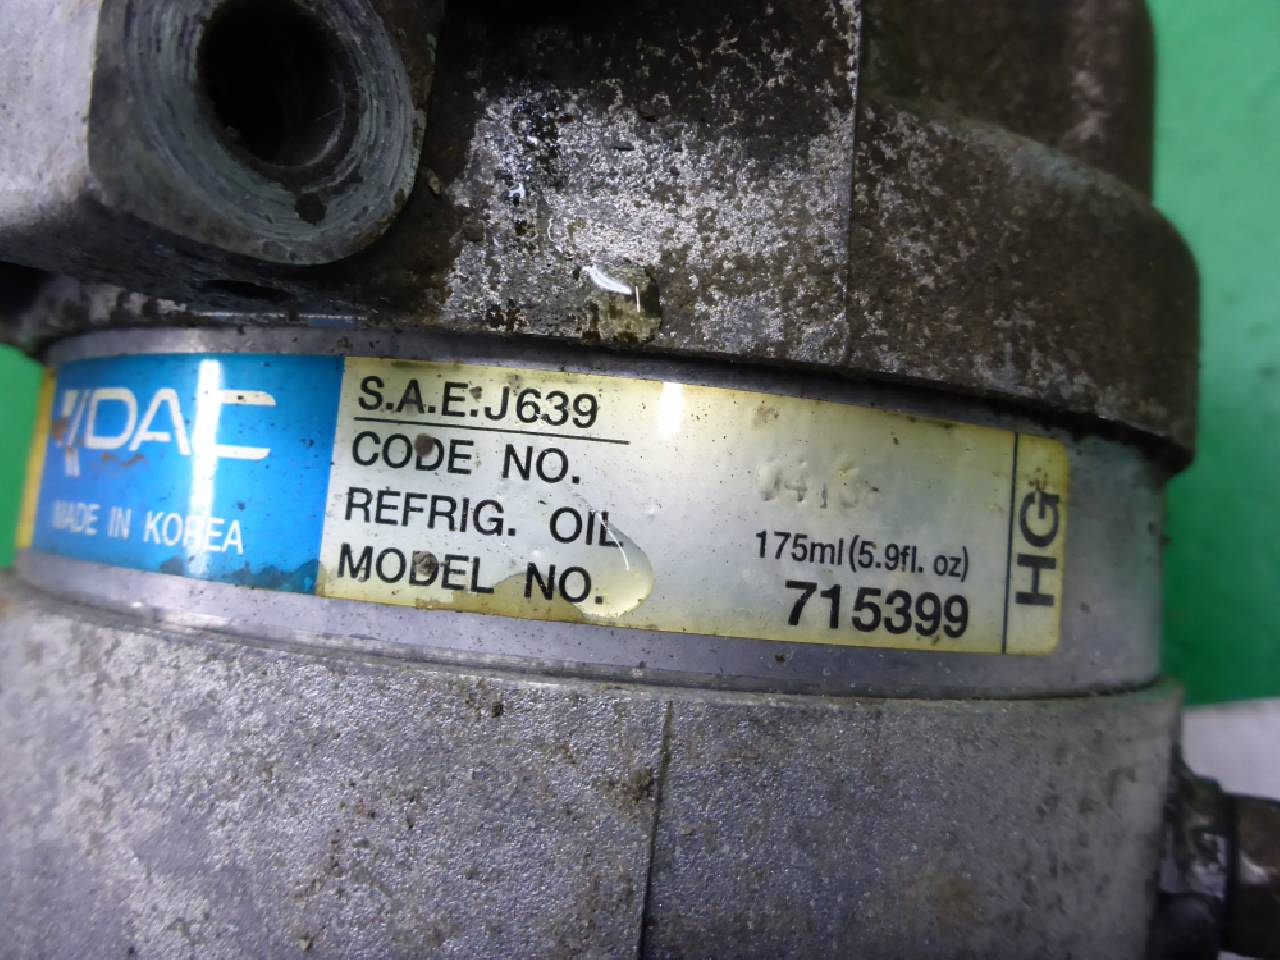 DAC
MADE IN KOREA
S.A.E.J639
CODE NO.
REFRIG. OIL 175ml (5.9fl. oz)
MODEL NO. 715399
HG